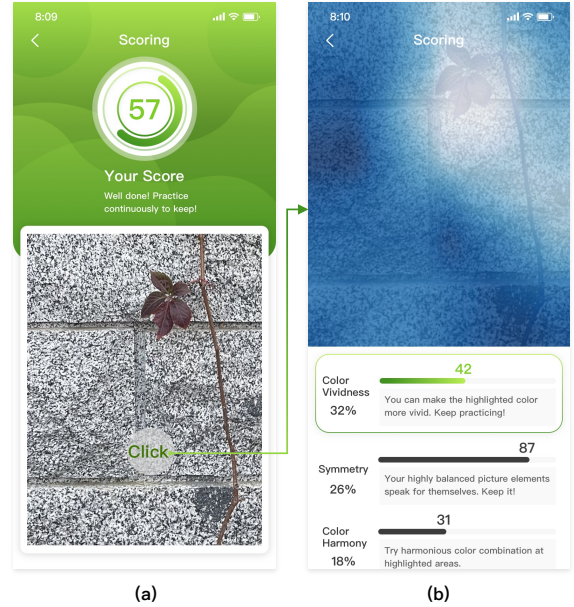 8:09
Scoring
57
Your Score
Well done! Practice
continuously to keep!
Click
(a)
8:10
Scoring
Color
Vividness
32%
42
You can make the highlighted color
more vivid. Keep practicing!
Symmetry
26%
87
Your highly balanced picture elements
speak for themselves. Keep it!
Color
Harmony
18%
31
Try harmonious color combination at
highlighted areas.
(b)